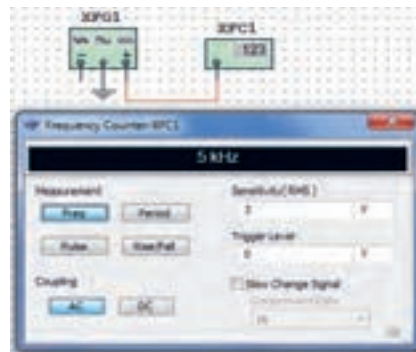 XFG1
XFC1
123
Frequency Counter-XFC1
5 kHz
Measurement
Freq
Period
Pulse
Rise/Fall
Coupling
AC
DC
Sensitivity(RMS)
3 V
Trigger Level
0 V
Slow Change Signal